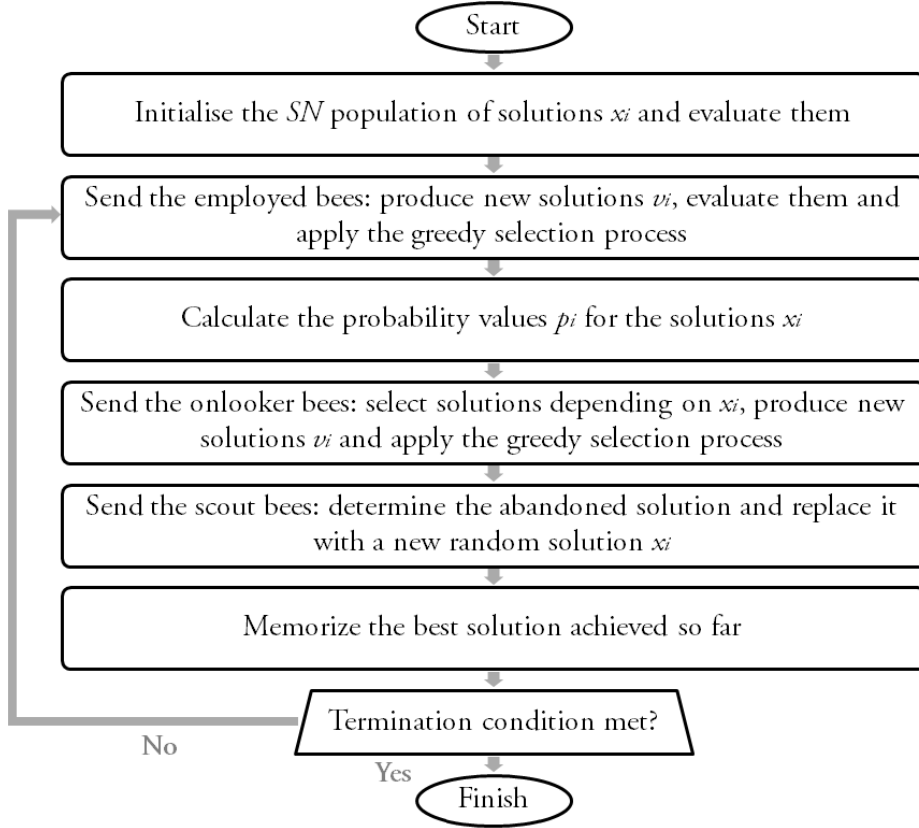 Start
Initialise the SN population of solutions xi and evaluate them
Send the employed bees: produce new solutions vi, evaluate them and
apply the greedy selection process
Calculate the probability values pi for the solutions xi
Send the onlooker bees: select solutions depending on xi, produce new
solutions vi and apply the greedy selection process
Send the scout bees: determine the abandoned solution and replace it
with a new random solution xi
Memorize the best solution achieved so far
Termination condition met?
No
Yes
Finish